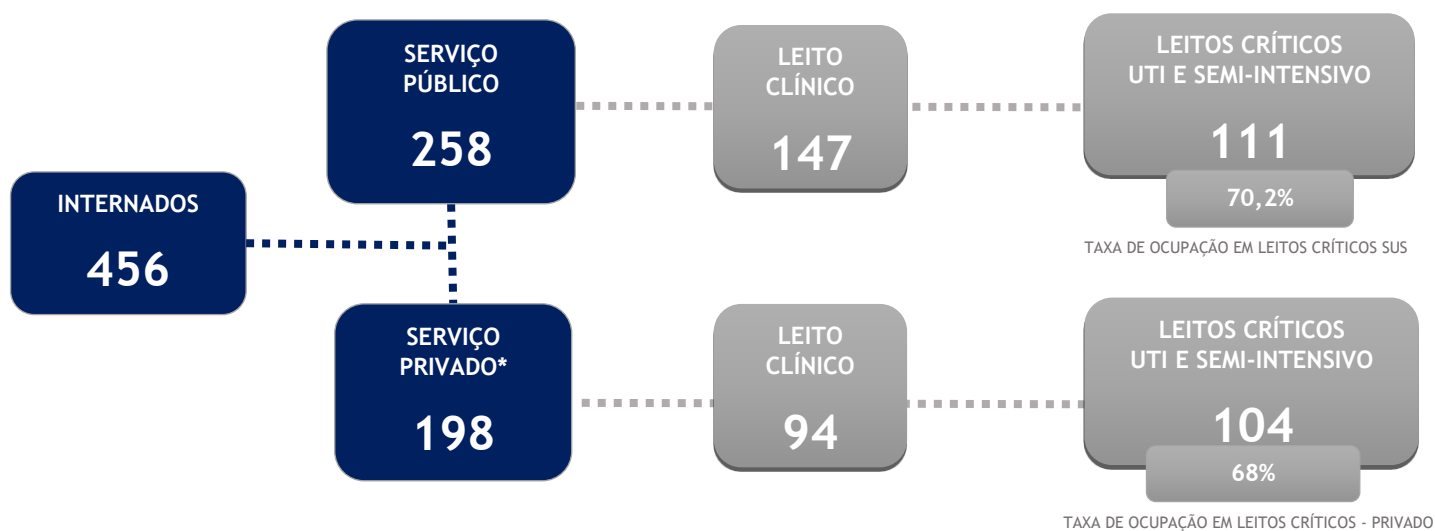 INTERNADOS
456
SERVIÇO
PÚBLICO
258
LEITO
CLÍNICO
147
LEITOS CRÍTICOS
UTI E SEMI-INTENSIVO
111
70,2%
TAXA DE OCUPAÇÃO EM LEITOS CRÍTICOS SUS
SERVIÇO
PRIVADO*
198
LEITO
CLÍNICO
94
LEITOS CRÍTICOS
UTI E SEMI-INTENSIVO
104
68%
TAXA DE OCUPAÇÃO EM LEITOS CRÍTICOS - PRIVADO